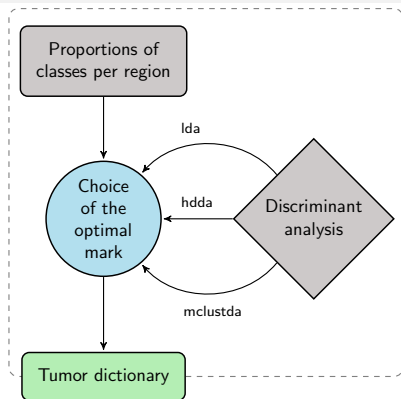 Proportions of
classes per region
lda
Choice
of the
optimal
mark
hdda
Discriminant
analysis
mclustda
Tumor dictionary